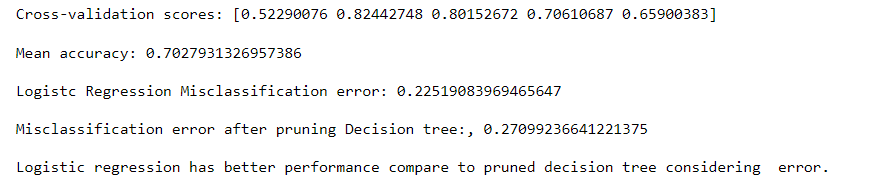 Cross-validation scores: [0.52290076 0.82442748 0.80152672 0.70610687 0.65900383]
Mean accuracy: 0.7027931326957386
Logistc Regression Misclassification error: 0.22519083969465647
Misclassification error after pruning Decision tree:, 0.27099236641221375
Logistic regression has better performance compare to pruned decision tree considering  error.